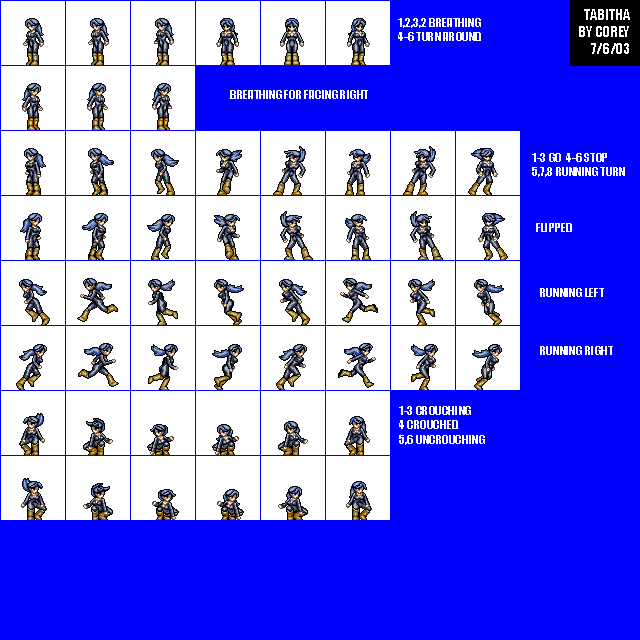 1,2,3,2 BREATHING
4-6 TURN AROUND
TABITHA
BY COREY
7/6/03
BREATHING FOR FACING RIGHT
1-3 GO 4-6 STOP
5,7,8 RUNNING TURN
FLIPPED
RUNNING LEFT
RUNNING RIGHT
1-3 CROUCHING
4 CROUCHED
5,6 UNCROUCHING